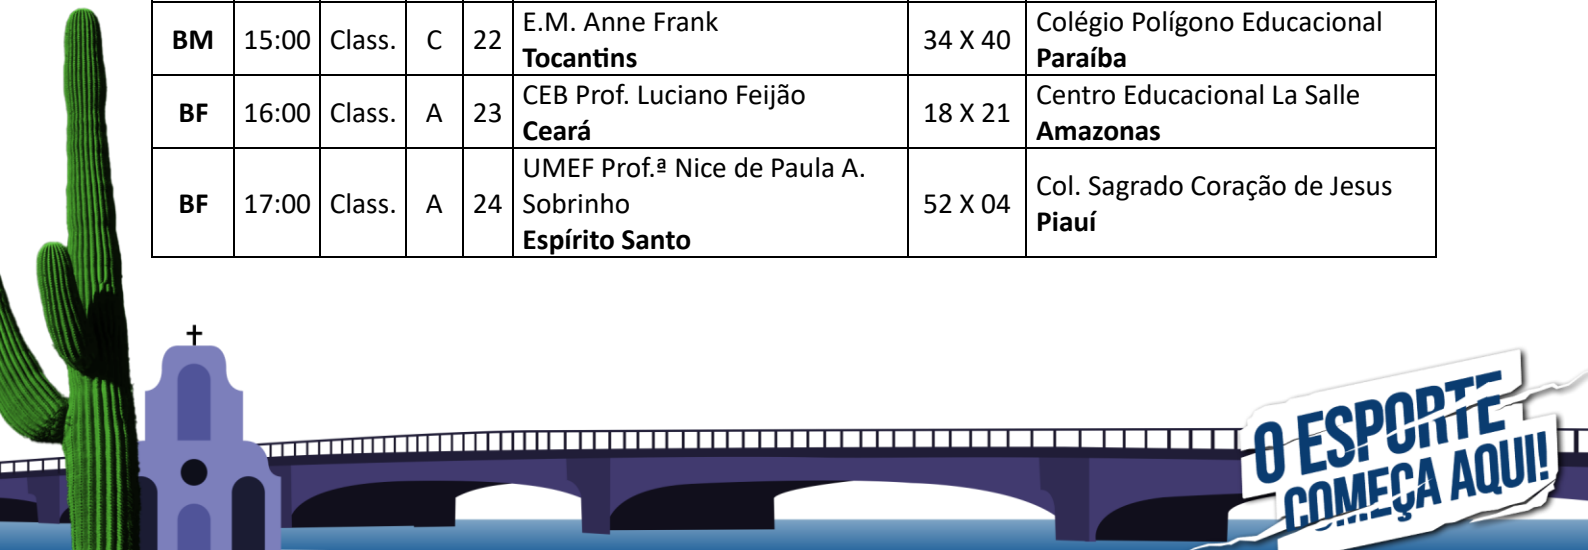 BM 15:00 Class. C 22 E.M. Anne Frank
Tocantins 34 X 40 Colégio Polígono Educacional
Paraíba
BF 16:00 Class. A 23 CEB Prof. Luciano Feijão
Ceará 18 X 21 Centro Educacional La Salle
Amazonas
BF 17:00 Class. A 24 UMEF Prof.ª Nice de Paula A.
Sobrinho
Espírito Santo 52 X 04 Col. Sagrado Coração de Jesus
Piauí
O ESPORTE
COMEÇA AQUI!